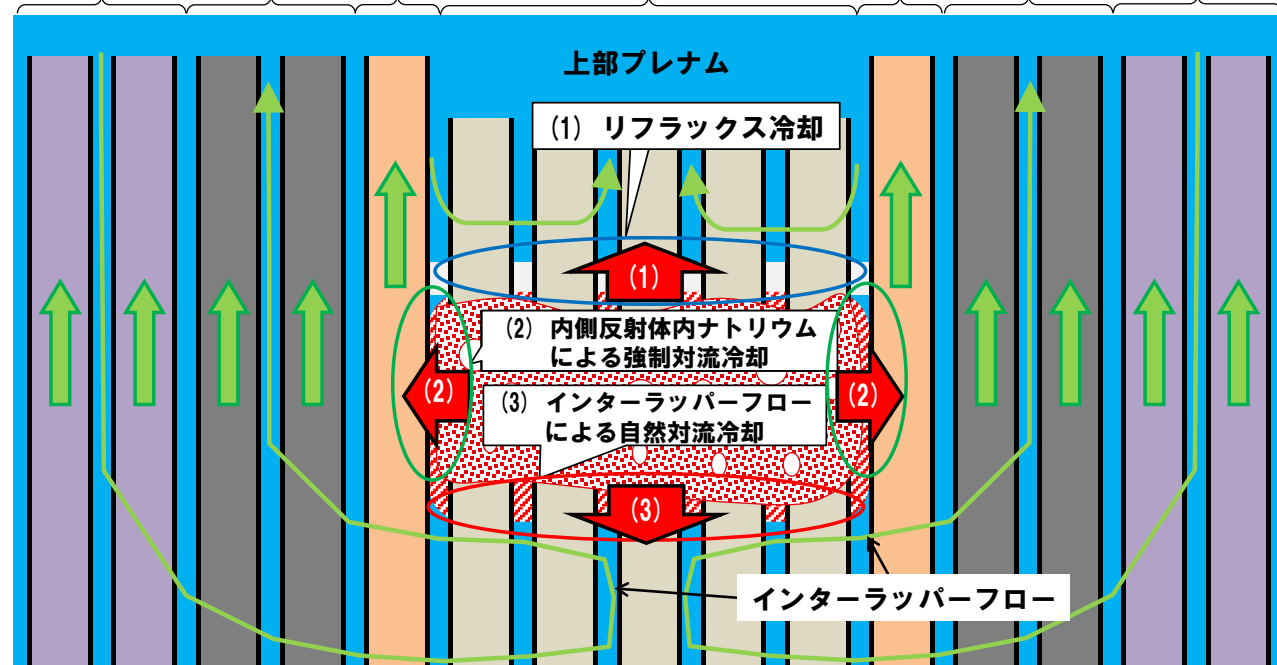 上部プレナム
(1) リフラックス冷却
(1)
(2) 内側反射体内ナトリウム
による強制対流冷却
(2)
(2)
(3) インターラッパーフロー
による自然対流冷却
(3)
インターラッパーフロー